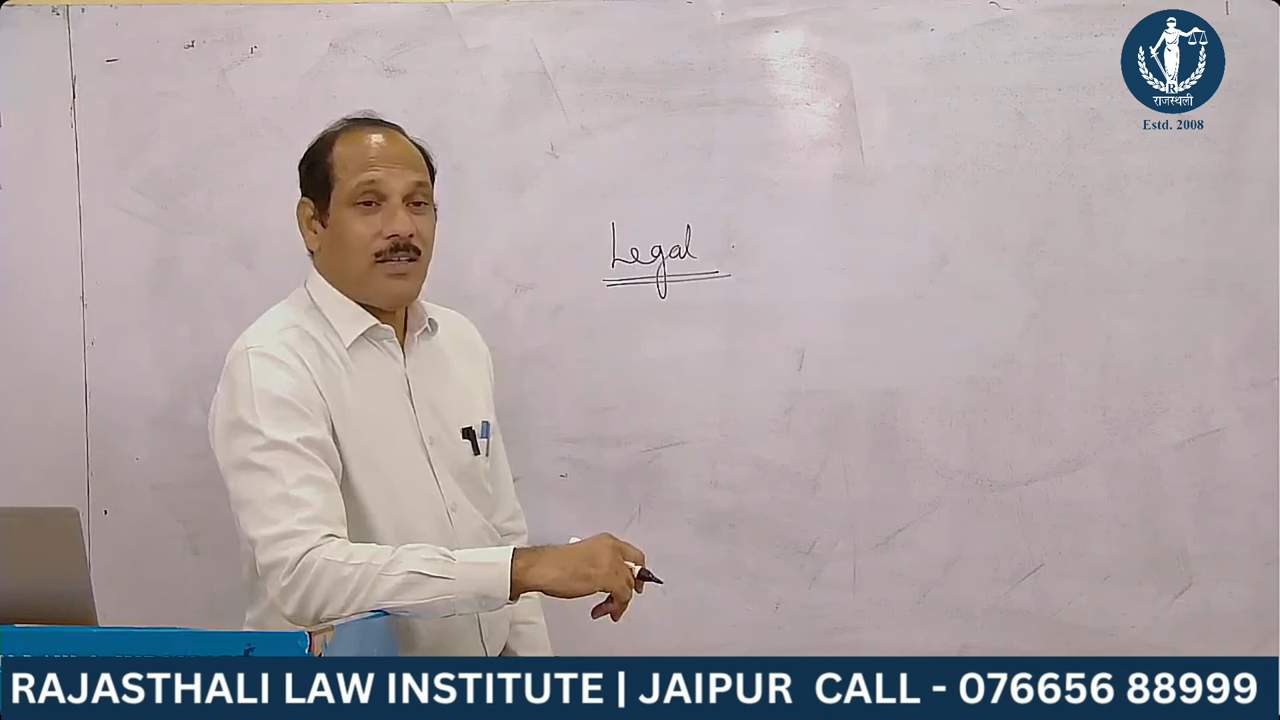 राजस्थली
Estd. 2008
Legal
RAJASTHALI LAW INSTITUTE | JAIPUR CALL - 076656 88999